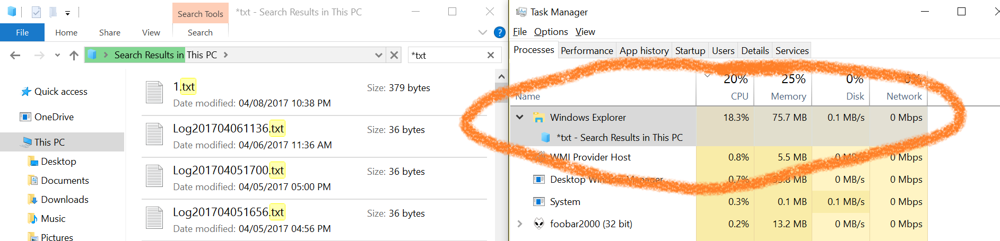 Search Tools
*txt - Search Results in This PC
File
Home
Share
View
Search
?
Search Results in This PC
*txt
Quick access
OneDrive
This PC
Desktop
Documents
Downloads
Music
Pictures
1.txt
Size: 379 bytes
Date modified: 04/08/2017 10:38 PM
Log201704061136.txt
Size: 36 bytes
Date modified: 04/06/2017 11:36 AM
Log201704051700.txt
Size: 36 bytes
Date modified: 04/05/2017 05:00 PM
Log201704051656.txt
Size: 36 bytes
Date modified: 04/05/2017 04:56 PM
Task Manager
File Options View
Processes Performance App history Startup Users Details Services
20% 25% 0% 0%
Name CPU Memory Disk Network
Windows Explorer 18.3% 75.7 MB 0.1 MB/s 0 Mbps
*txt - Search Results in This PC
WMI Provider Host 0.8% 5.5 MB 0 MB/s 0 Mbps
Desktop Window Manager 0.7% 35.8 MB 0 MB/s 0 Mbps
System 0.3% 0.1 MB 0.1 MB/s 0 Mbps
foobar2000 (32 bit) 0.2% 13.2 MB 0 MB/s 0 Mbps